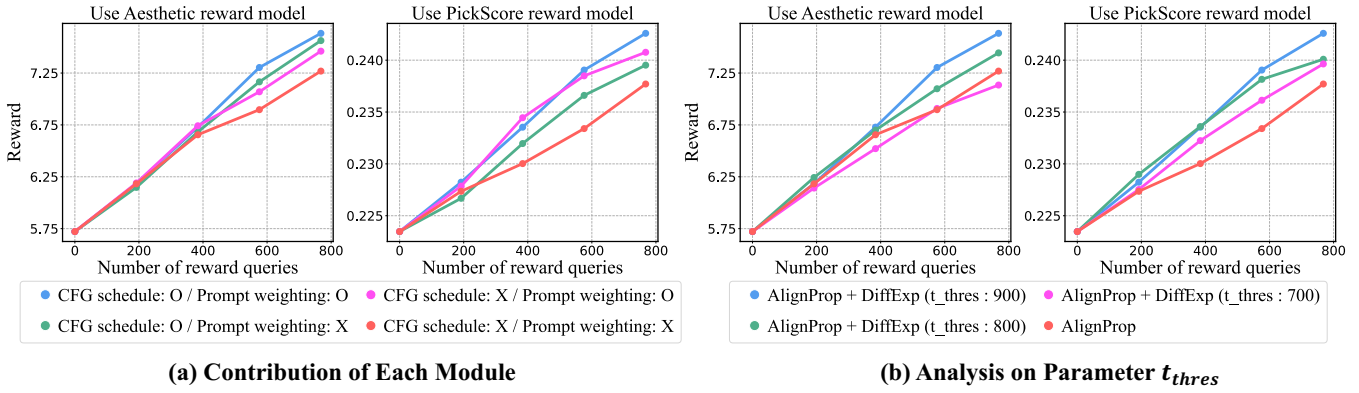 Use Aesthetic reward model
Reward
7.25
6.75
6.25
5.75
0 200 400 600 800
Number of reward queries
Use PickScore reward model
0.240
0.235
0.230
0.225
0 200 400 600 800
Number of reward queries
CFG schedule: O / Prompt weighting: O
CFG schedule: X / Prompt weighting: O
CFG schedule: O / Prompt weighting: X
CFG schedule: X / Prompt weighting: X
(a) Contribution of Each Module
Use Aesthetic reward model
Reward
7.25
6.75
6.25
5.75
0 200 400 600 800
Number of reward queries
Use PickScore reward model
0.240
0.235
0.230
0.225
0 200 400 600 800
Number of reward queries
AlignProp + DiffExp (t_thres : 900)
AlignProp + DiffExp (t_thres : 700)
AlignProp + DiffExp (t_thres : 800)
AlignProp
(b) Analysis on Parameter t_thres